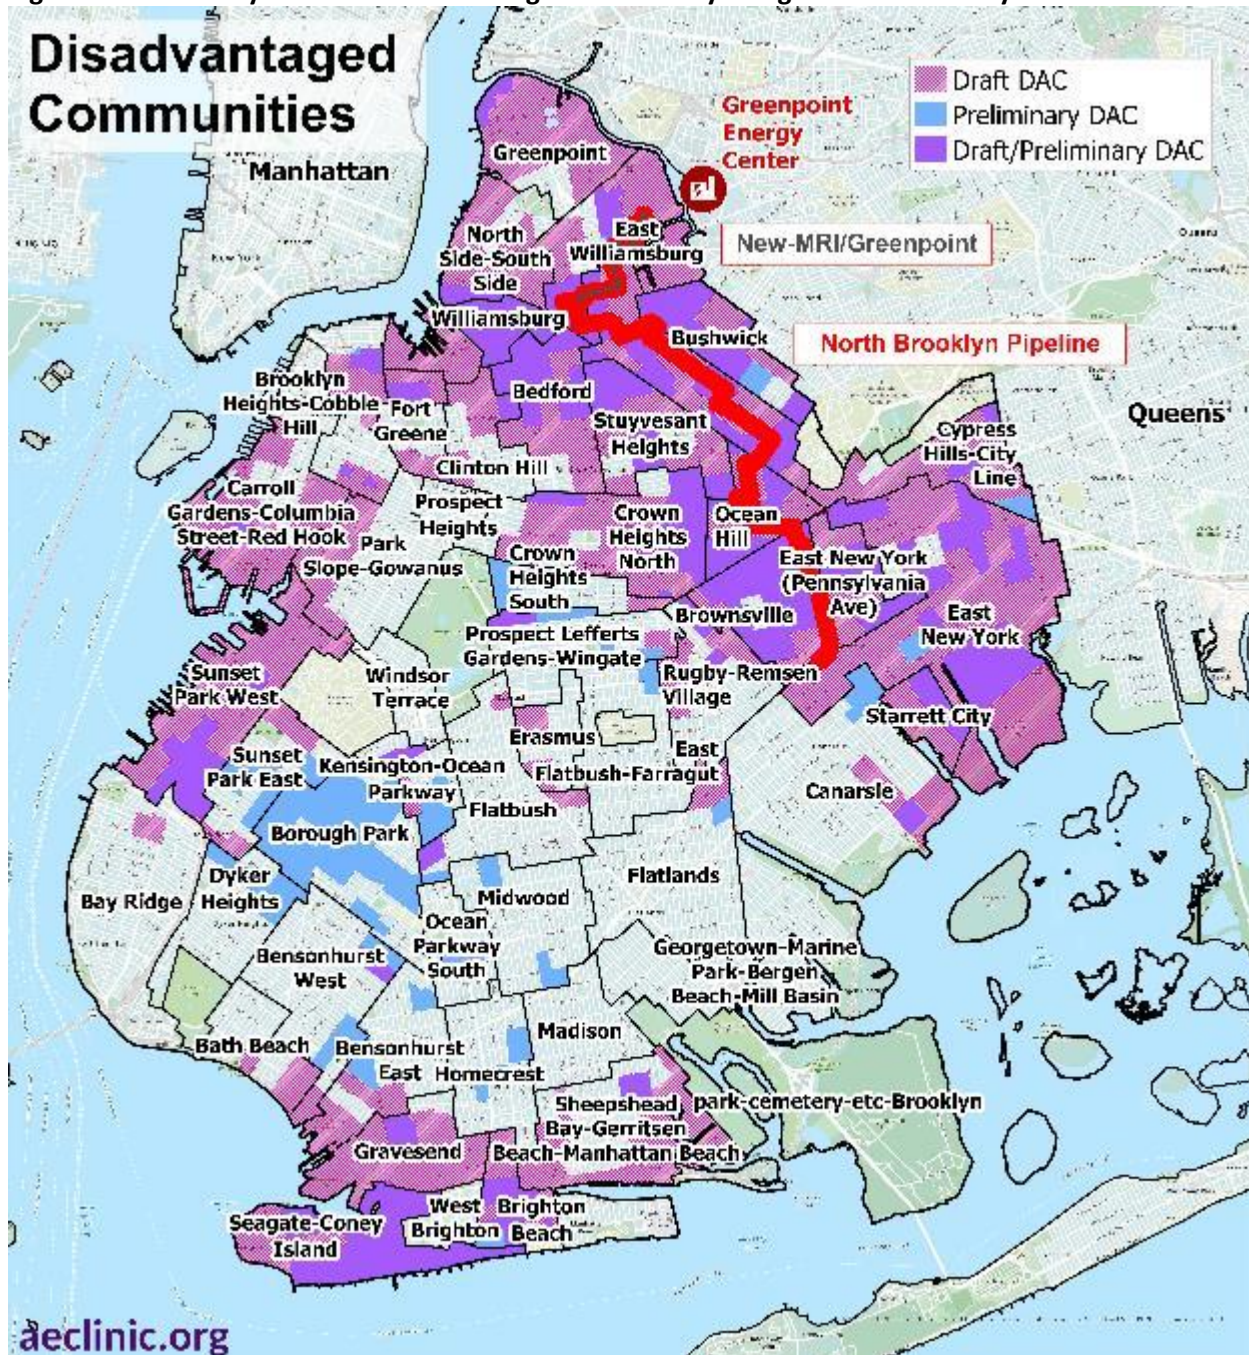 Disadvantaged
Communities
Draft DAC
Preliminary DAC
Draft/Preliminary DAC
Greenpoint
Energy
Center
Manhattan
Greenpoint
East
Williamsburg
New-MRI/Greenpoint
North
Side-South
Side
Williamsburg
Bushwick
North Brooklyn Pipeline
Queens
Brooklyn
Heights-Cobble
Hill
Fort
Greene
Bedford
Stuyvesant
Heights
Cypress
Hills-City
Line
Clinton Hill
Carroll
Gardens-Columbia
Street-Red Hook
Prospect
Heights
Park
Slope-Gowanus
Crown
Heights
North
Ocean
Hill
Crown
Heights
South
East New York
(Pennsylvania
Ave)
Brownsville
East
New York
Prospect Lefferts
Gardens-Wingate
Rugby-Remsen
Village
Windsor
Terrace
Sunset
Park West
Starrett City
Erasmus
East
Flatbush-Farragut
Sunset
Park East
Kensington-Ocean
Parkway
Flatbush
Canarsie
Borough Park
Dyker
Heights
Bay Ridge
Midwood
Flatlands
Ocean
Parkway
South
Bensonhurst
West
Georgetown-Marine
Park-Bergen
Beach-Mill Basin
Madison
Bath Beach
Bensonhurst
East
Homecrest
Sheepshead
Bay-Gerritsen
Beach-Manhattan Beach
park-cemetery-etc-Brooklyn
Gravesend
West
Brighton
Brighton
Beach
Seagate-Coney
Island
aeclinic.org